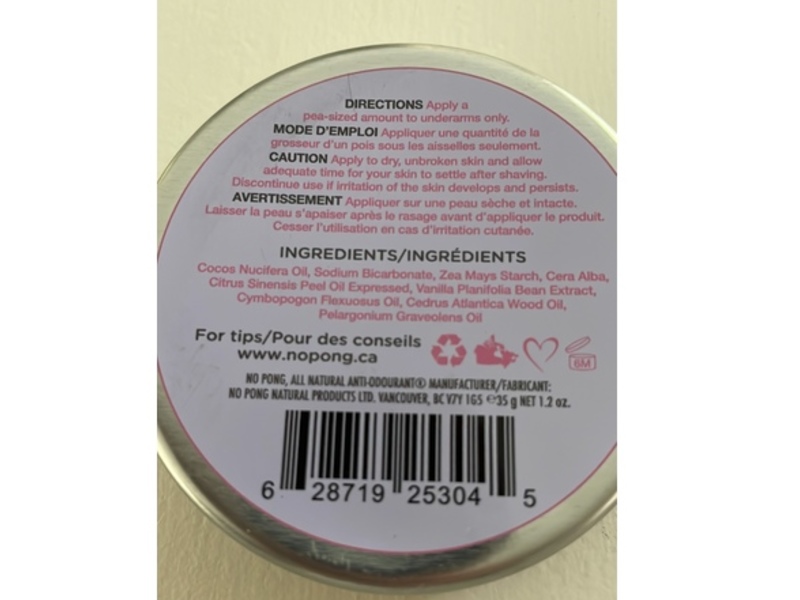 DIRECTIONS Apply a
pea-sized amount to underarms only.
MODE D'EMPLOI Appliquer une quantité de la
grosseur d'un pois sous les aisselles seulement.
CAUTION Apply to dry, unbroken skin and allow
adequate time for your skin to settle after shaving.
Discontinue use if irritation of the skin develops and persists.
AVERTISSEMENT Appliquer sur une peau sèche et intacte.
Laisser la peau s'apaiser après le rasage avant d'appliquer le produit.
Cesser l'utilisation en cas d'irritation cutanée.
INGREDIENTS/INGRÉDIENTS
Cocos Nucifera Oil, Sodium Bicarbonate, Zea Mays Starch, Cera Alba,
Citrus Sinensis Peel Oil Expressed, Vanilla Planifolia Bean Extract,
Cymbopogon Flexuosus Oil, Cedrus Atlantica Wood Oil,
Pelargonium Graveolens Oil
For tips/Pour des conseils
www.nopong.ca
6M
NO PONG, ALL NATURAL ANTI-ODOURANT® MANUFACTURER/FABRICANT:
NO PONG NATURAL PRODUCTS LTD. VANCOUVER, BC V7Y 1G5 ℮35 g NET 1.2 oz.
6 28719 25304 5